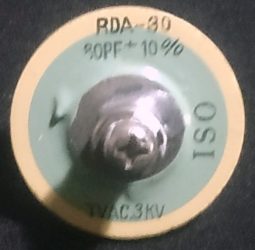 RDA-30
80PF ± 10%
ISO
TVAC.3KV